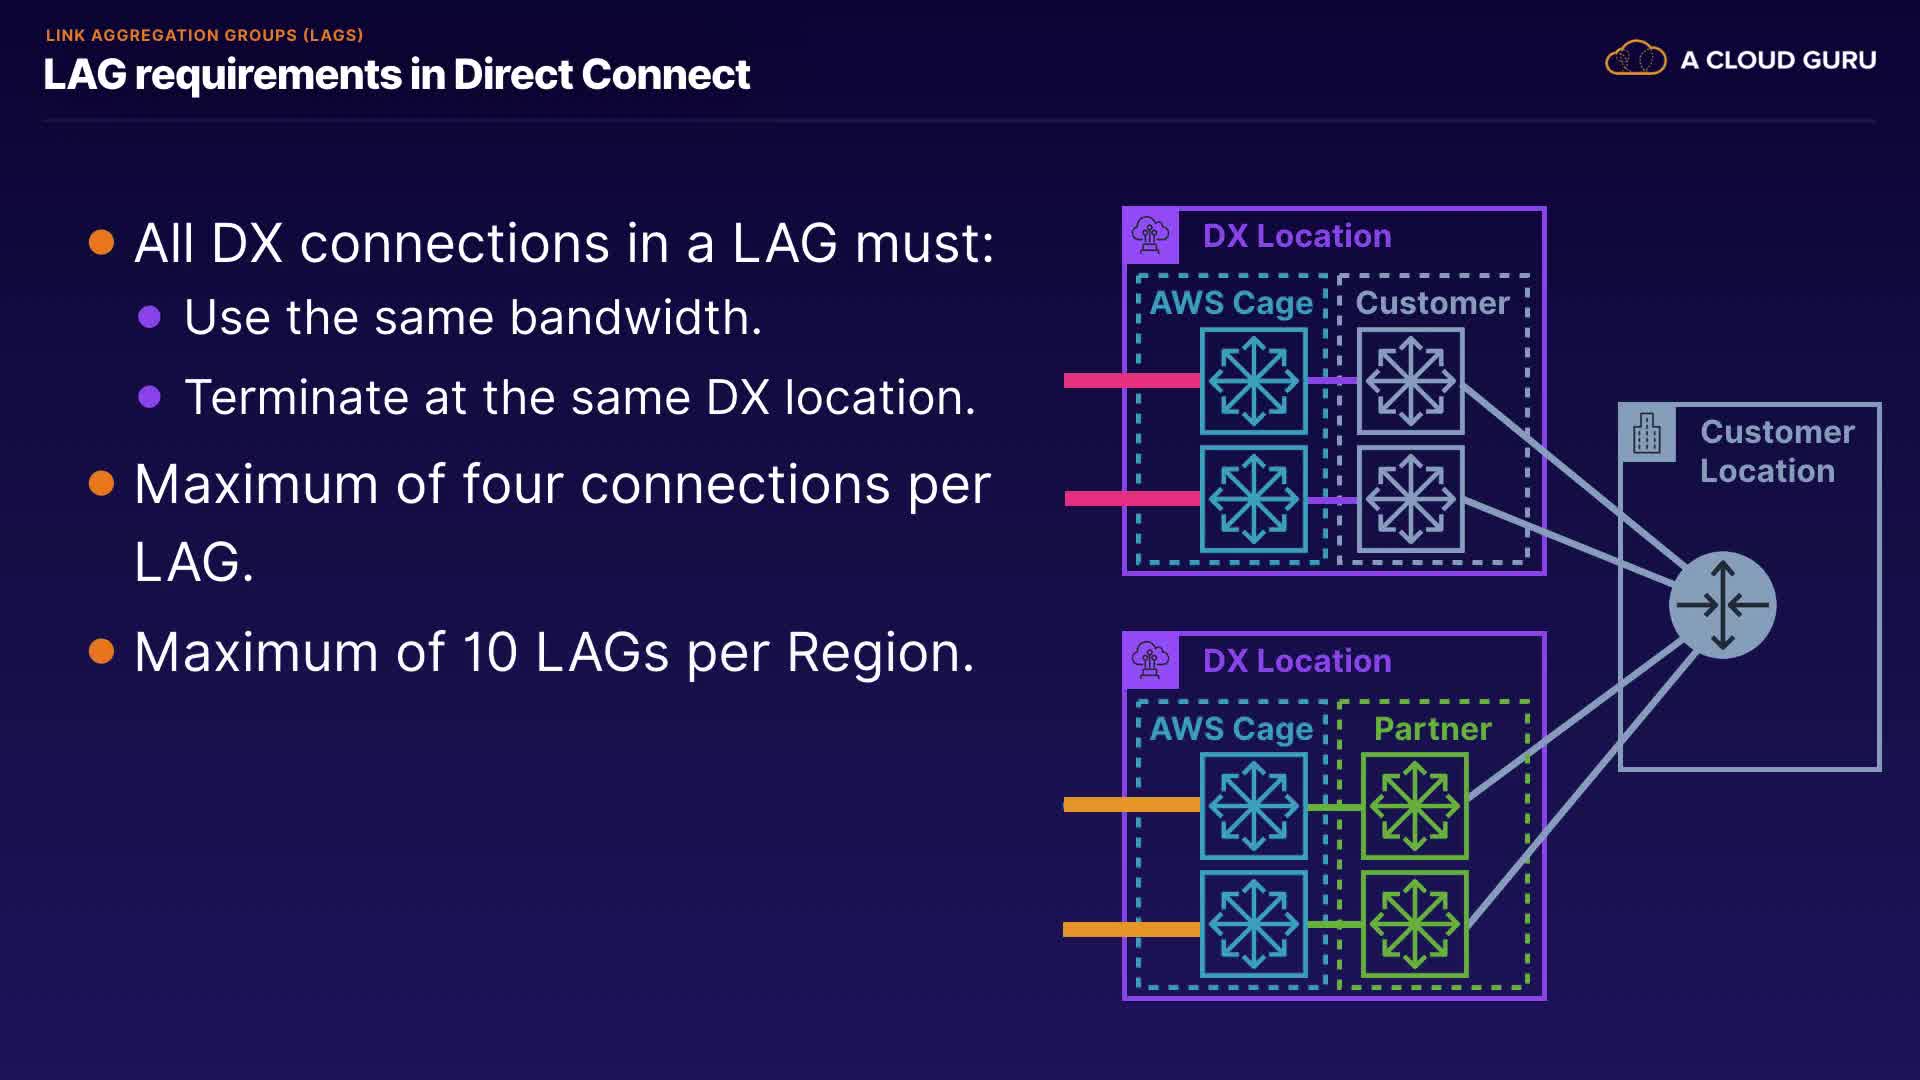 LINK AGGREGATION GROUPS (LAGS)
LAG requirements in Direct Connect
A CLOUD GURU
All DX connections in a LAG must:
Use the same bandwidth.
Terminate at the same DX location.
Maximum of four connections per
LAG.
Maximum of 10 LAGs per Region.
DX Location
AWS Cage
Customer
Customer
Location
DX Location
AWS Cage
Partner